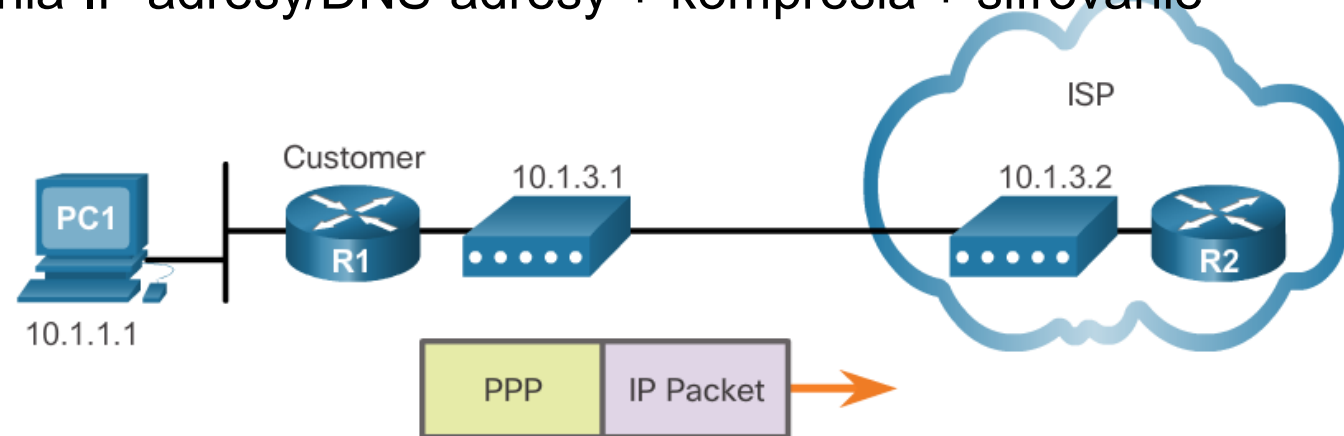 IP adresy/DNS adresy + kompresia + šifrovanie
ISP
Customer
10.1.3.1
10.1.3.2
PC1
R1
R2
10.1.1.1
PPP
IP Packet